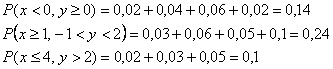 P(x < 0, y ≥ 0) = 0,02 + 0,04 + 0,06 + 0,02 = 0,14
P(x ≥ 1, -1 < y < 2) = 0,03 + 0,06 + 0,05 + 0,1 = 0,24
P(x ≤ 4, y > 2) = 0,02 + 0,03 + 0,05 = 0,1